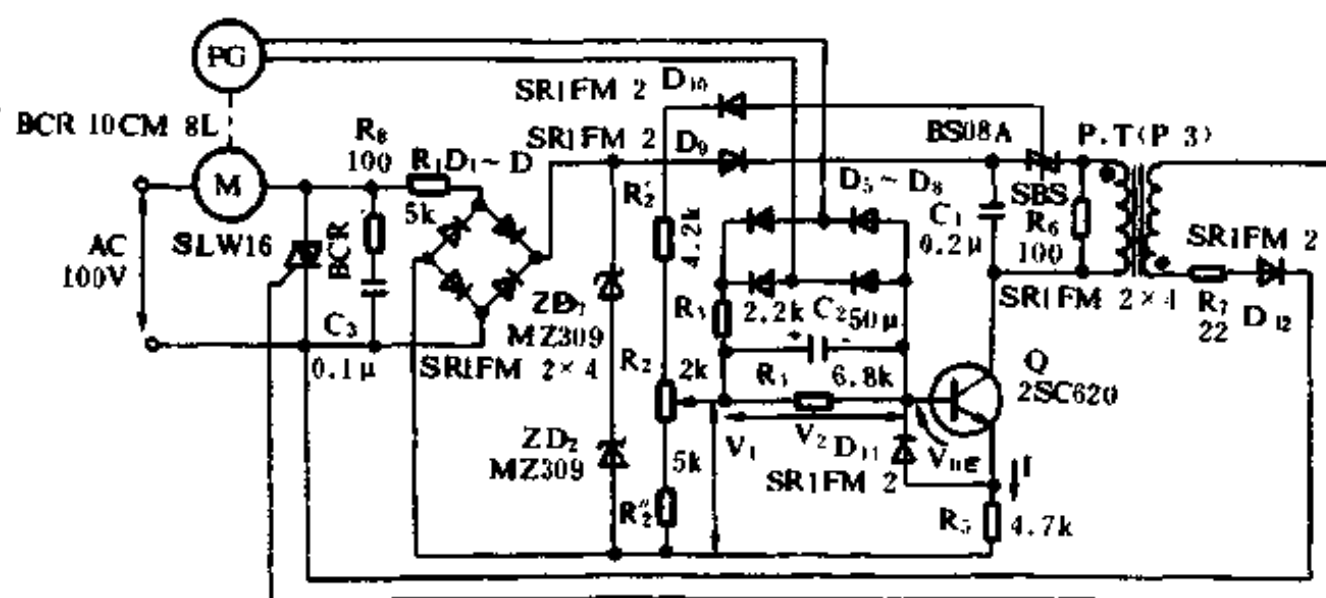 PG
D₁₀
SR1FM 2
BCR 10CM 8L
R₈
100
SR1FM 2
D₉
BS08A
P.T(P 3)
R₁
D₁~D
5k
M
AC
100V
SLW16
BCR
R₂′
4.2k
D₅~D₈
C₁
0.2μ
SBS
R₆
100
SR1FM 2
SR1FM 2×4
R₇
22
D₁₂
C₃
0.1μ
ZD₁
MZ309
SR1FM 2×4
R₃
2.2k
C₂
50μ
+
-
R₂
2k
6.8k
Q
2SC620
ZD₂
MZ309
5k
V₁
V₂
D₁₁
SR1FM 2
I
R₂″
R₅
4.7k